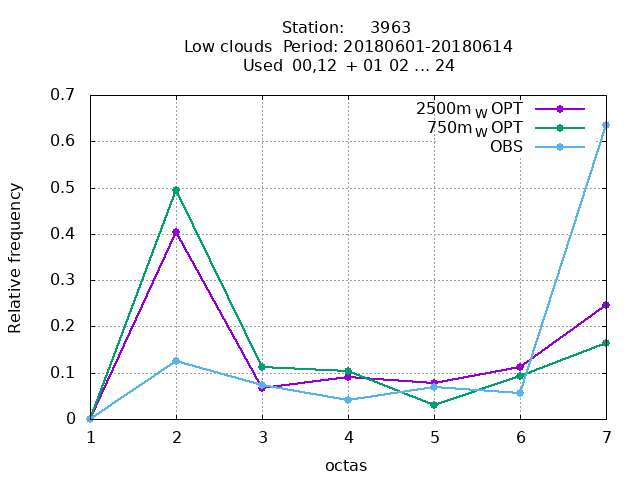 Station: 3963
Low clouds Period: 20180601-20180614
Used 00,12 + 01 02 ... 24
0.7
0.6
0.5
0.4
0.3
0.2
0.1
0
Relative frequency
2500m W OPT
750m W OPT
OBS
1 2 3 4 5 6 7
octas